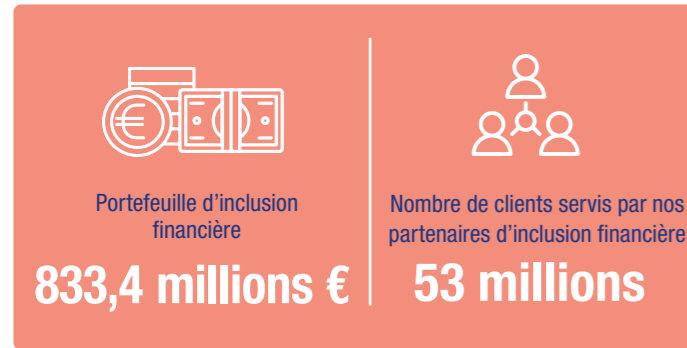 Portefeuille d’inclusion
financière
833,4 millions €
Nombre de clients servis par nos
partenaires d’inclusion financière
53 millions